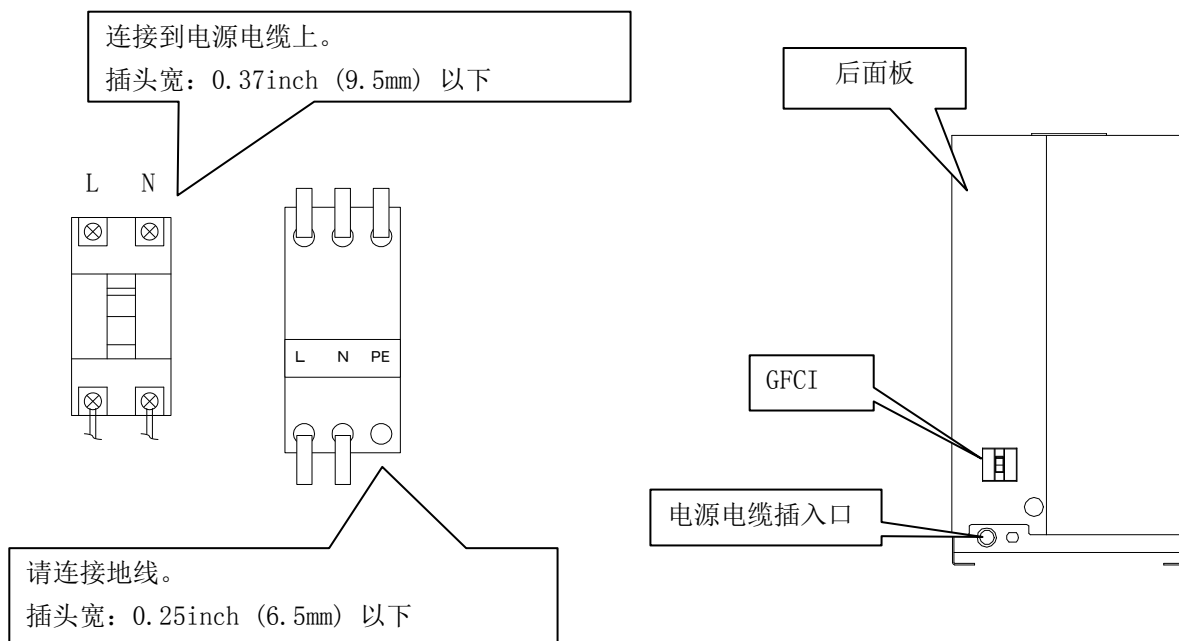 连接到电源电缆上。
插头宽: 0.37inch (9.5mm) 以下
后面板
L N
L N PE
GFCI
电源电缆插入口
请连接地线。
插头宽: 0.25inch (6.5mm) 以下